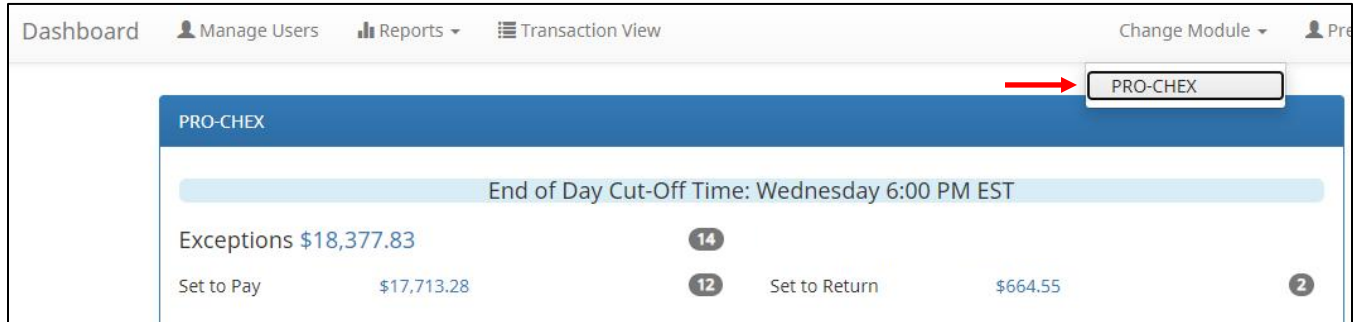 Dashboard Manage Users Reports Transaction View Change Module Pre
PRO-CHEX
PRO-CHEX
End of Day Cut-Off Time: Wednesday 6:00 PM EST
Exceptions $18,377.83 14
Set to Pay $17,713.28 12 Set to Return $664.55 2